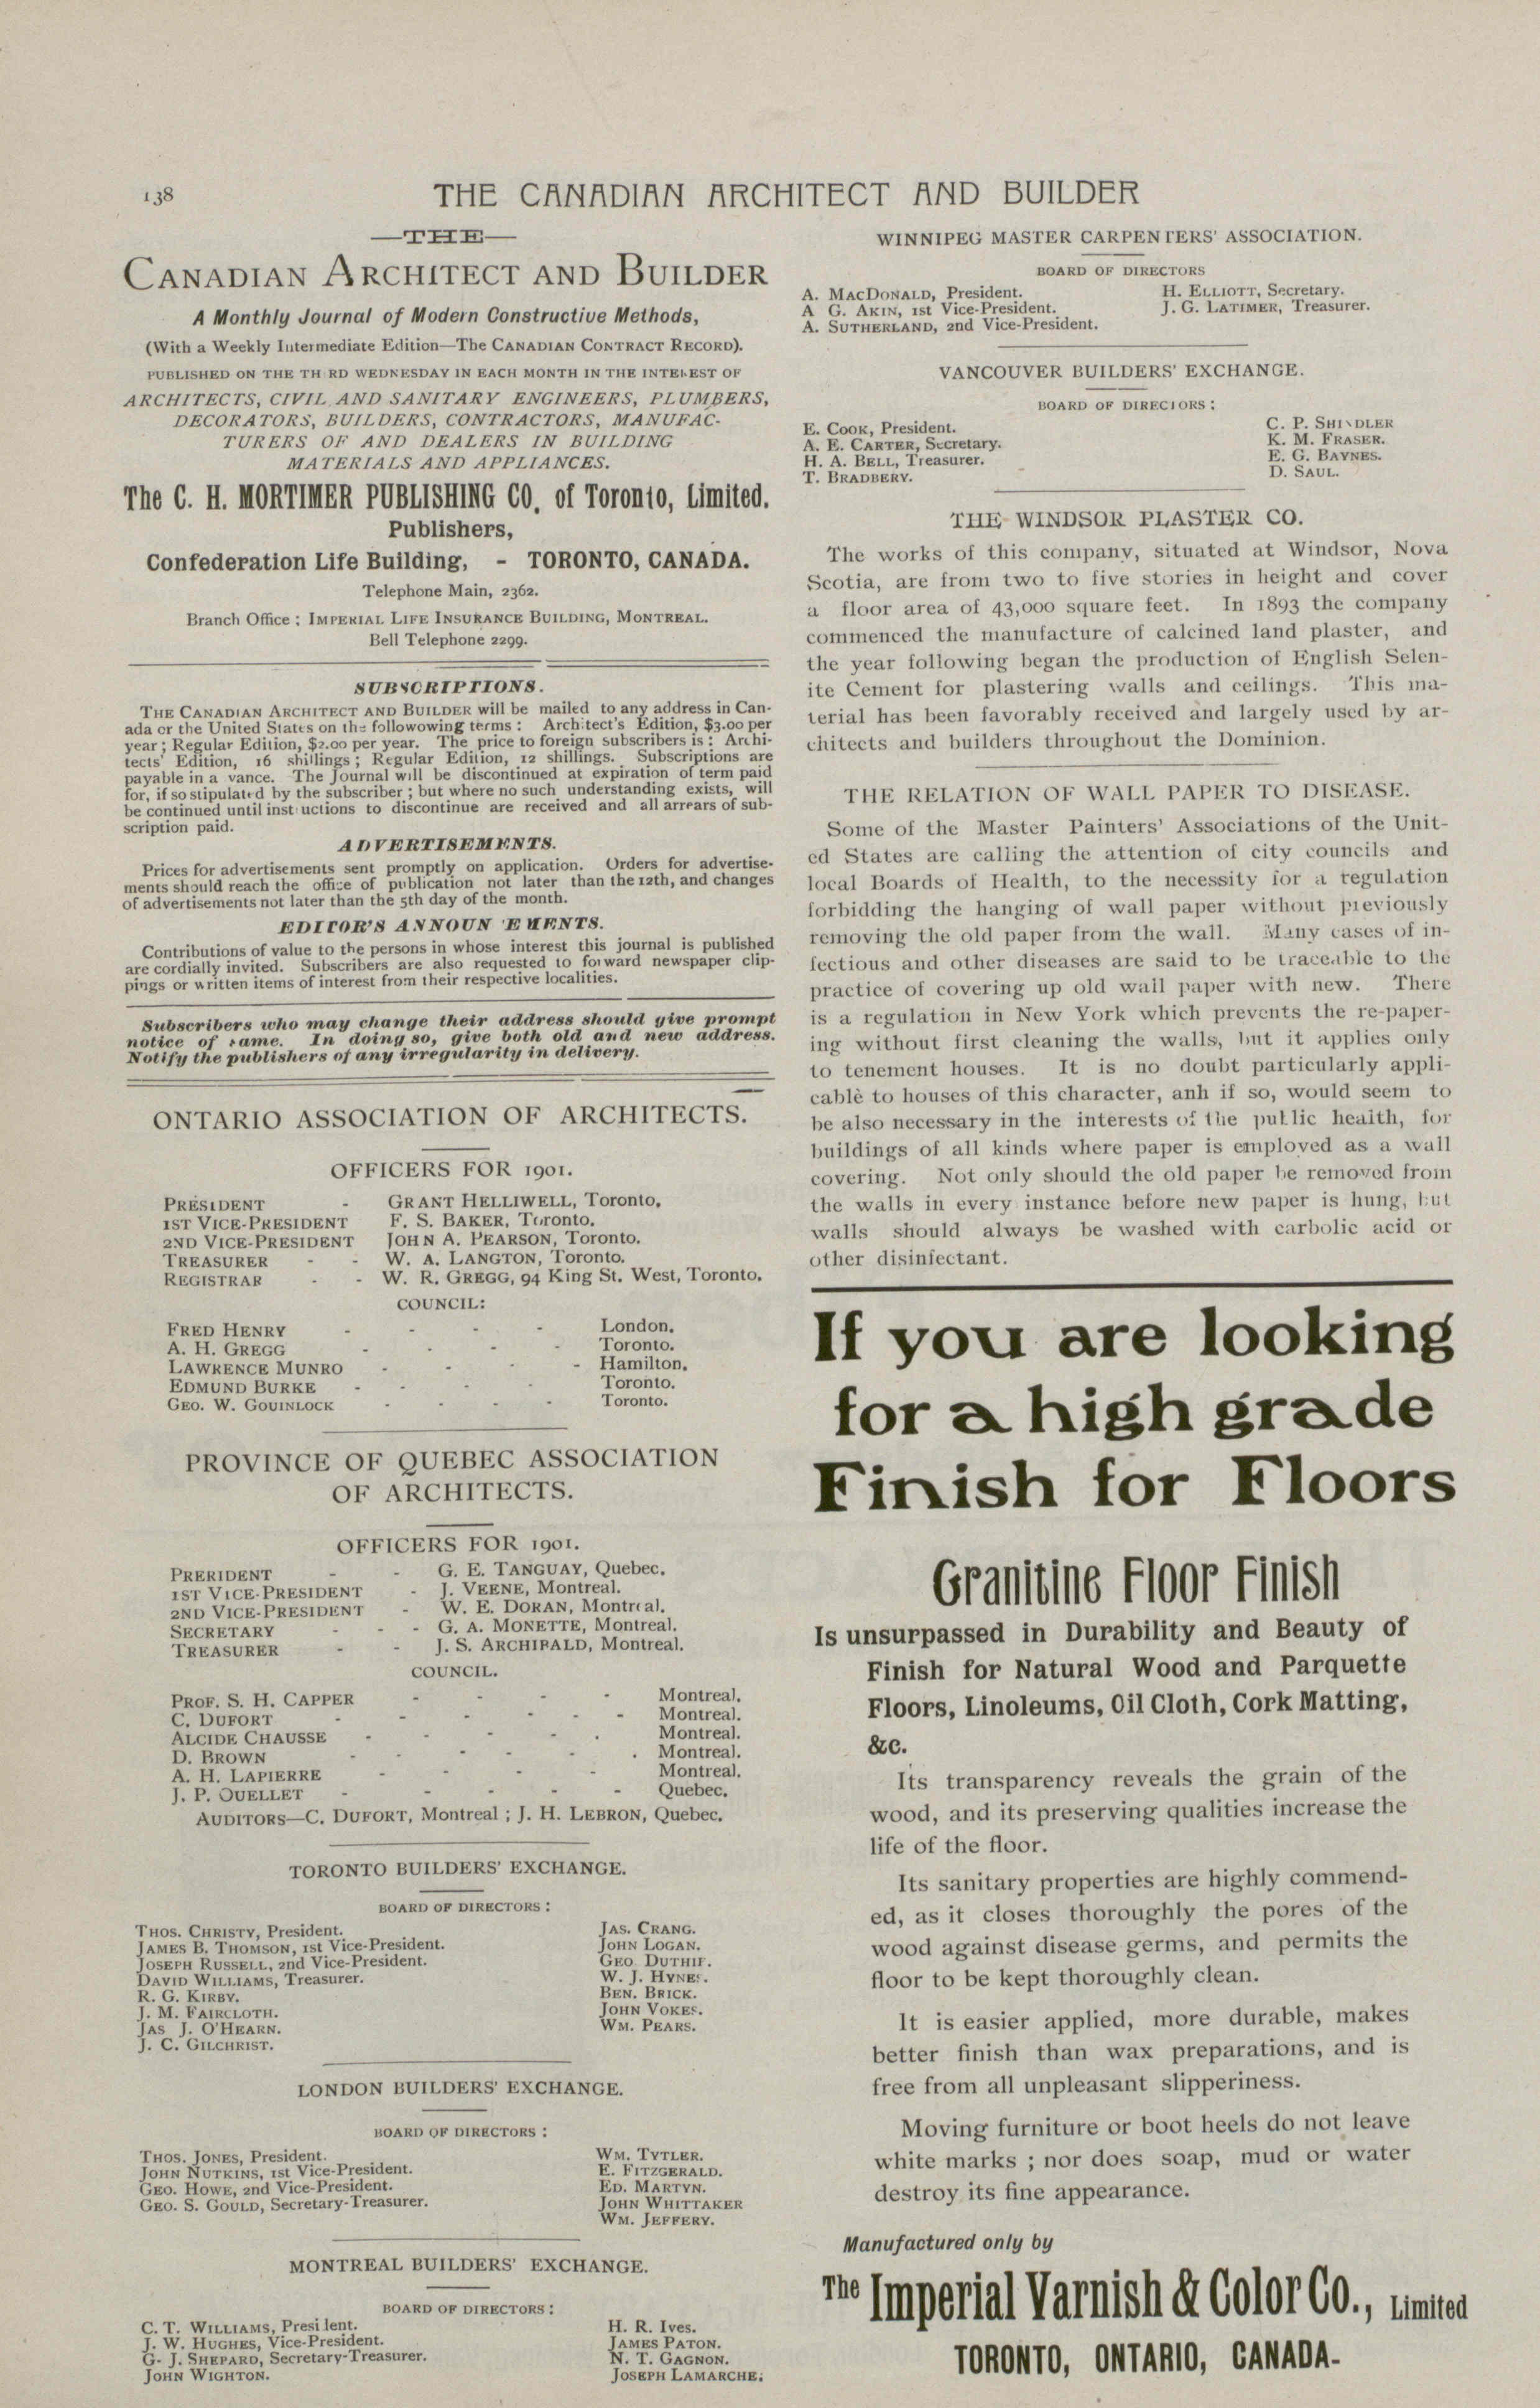 138
THE CANADIAN ARCHITECT AND BUILDER
—THE—
CANADIAN ARCHITECT AND BUILDER
A Monthly Journal of Modern Constructive Methods,
(With a Weekly Intermediate Edition—The CANADIAN CONTRACT RECORD).
PUBLISHED ON THE TH RD WEDNESDAY IN EACH MONTH IN THE INTEREST OF
ARCHITECTS, CIVIL AND SANITARY ENGINEERS, PLUMBERS,
DECORATORS, BUILDERS, CONTRACTORS, MANUFAC-
TURERS OF AND DEALERS IN BUILDING
MATERIALS AND APPLIANCES.
The C. H. MORTIMER PUBLISHING CO. of Toronto, Limited,
Publishers,
Confederation Life Building, - TORONTO, CANADA.
Telephone Main, 2362.
Branch Office : IMPERIAL LIFE INSURANCE BUILDING, MONTREAL.
Bell Telephone 2299.
SUBSCRIPTIONS.
THE CANADIAN ARCHITECT AND BUILDER will be mailed to any address in Can-
ada or the United States on the followowing terms : Architect's Edition, $3.00 per
year ; Regular Edition, $2.00 per year. The price to foreign subscribers is : Archi-
tects' Edition, 16 shillings ; Regular Edition, 12 shillings. Subscriptions are
payable in a vance. The Journal will be discontinued at expiration of term paid
for, if so stipulated by the subscriber ; but where no such understanding exists, will
be continued until inst uctions to discontinue are received and all arrears of sub-
scription paid.
ADVERTISEMENTS.
Prices for advertisements sent promptly on application. Orders for advertise-
ments should reach the office of publication not later than the 12th, and changes
of advertisements not later than the 5th day of the month.
EDITOR'S ANNOUN EMENTS.
Contributions of value to the persons in whose interest this journal is published
are cordially invited. Subscribers are also requested to forward newspaper clip-
pings or written items of interest from their respective localities.
Subscribers who may change their address should give prompt
notice of same. In doing so, give both old and new address.
Notify the publishers of any irregularity in delivery.
ONTARIO ASSOCIATION OF ARCHITECTS.
OFFICERS FOR 1901.
PRESIDENT - GRANT HELLIWELL, Toronto.
1ST VICE-PRESIDENT F. S. BAKER, Toronto.
2ND VICE-PRESIDENT JOHN A. PEARSON, Toronto.
TREASURER - - W. A. LANGTON, Toronto.
REGISTRAR - - W. R. GREGG, 94 King St. West, Toronto.
COUNCIL:
FRED HENRY - - - - London.
A. H. GREGG - - - - Toronto.
LAWRENCE MUNRO - - - - Hamilton.
EDMUND BURKE - - - - Toronto.
GEO. W. GOUINLOCK - - - - Toronto.
PROVINCE OF QUEBEC ASSOCIATION
OF ARCHITECTS.
OFFICERS FOR 1901.
PRERIDENT - - G. E. TANGUAY, Quebec.
1ST VICE-PRESIDENT - J. VEENE, Montreal.
2ND VICE-PRESIDENT - W. E. DORAN, Montreal.
SECRETARY - - - G. A. MONETTE, Montreal.
TREASURER - - J. S. ARCHIBALD, Montreal.
COUNCIL.
PROF. S. H. CAPPER - - - - Montreal.
C. DUFORT - - - - - - Montreal.
ALCIDE CHAUSSE - - - - - Montreal.
D. BROWN - - - - - - Montreal.
A. H. LAPIERRE - - - - Montreal.
J. P. OUELLET - - - - - Quebec.
AUDITORS—C. DUFORT, Montreal ; J. H. LEBRON, Quebec.
TORONTO BUILDERS' EXCHANGE.
BOARD OF DIRECTORS :
THOS. CHRISTY, President.
JAMES B. THOMSON, 1st Vice-President.
JOSEPH RUSSELL, 2nd Vice-President.
DAVID WILLIAMS, Treasurer.
R. G. KIRBY.
J. M. FAIRCLOTH.
JAS J. O'HEARN.
J. C. GILCHRIST.
JAS. CRANG.
JOHN LOGAN.
GEO DUTHIE.
W. J. HYNES.
BEN. BRICK.
JOHN VOKES.
WM. PEARS.
LONDON BUILDERS' EXCHANGE.
BOARD OF DIRECTORS :
THOS. JONES, President.
JOHN NUTKINS, 1st Vice-President.
GEO. HOWE, 2nd Vice-President.
GEO. S. GOULD, Secretary-Treasurer.
WM. TYTLER.
E. FITZGERALD.
ED. MARTYN.
JOHN WHITTAKER
WM. JEFFERY.
MONTREAL BUILDERS' EXCHANGE.
BOARD OF DIRECTORS :
C. T. WILLIAMS, President.
J. W. HUGHES, Vice-President.
G- J. SHEPARD, Secretary-Treasurer.
JOHN WIGHTON.
H. R. Ives.
JAMES PATON.
N. T. GAGNON.
JOSEPH LAMARCHE.
WINNIPEG MASTER CARPENTERS' ASSOCIATION.
BOARD OF DIRECTORS
A. MACDONALD, President.
A G. AKIN, 1st Vice-President.
A. SUTHERLAND, 2nd Vice-President.
H. ELLIOTT, Secretary.
J. G. LATIMER, Treasurer.
VANCOUVER BUILDERS' EXCHANGE.
BOARD OF DIRECTORS :
E. COOK, President.
A. E. CARTER, Secretary.
H. A. BELL, Treasurer.
T. BRADBERY.
C. P. SHINDLER
K. M. FRASER.
E. G. BAYNES.
D. SAUL.
THE WINDSOR PLASTER CO.
The works of this company, situated at Windsor, Nova
Scotia, are from two to five stories in height and cover
a floor area of 43,000 square feet. In 1893 the company
commenced the manufacture of calcined land plaster, and
the year following began the production of English Selen-
ite Cement for plastering walls and ceilings. This ma-
terial has been favorably received and largely used by ar-
chitects and builders throughout the Dominion.
THE RELATION OF WALL PAPER TO DISEASE.
Some of the Master Painters' Associations of the Unit-
ed States are calling the attention of city councils and
local Boards of Health, to the necessity for a regulation
forbidding the hanging of wall paper without previously
removing the old paper from the wall. Many cases of in-
fectious and other diseases are said to be traceable to the
practice of covering up old wall paper with new. There
is a regulation in New York which prevents the re-paper-
ing without first cleaning the walls, but it applies only
to tenement houses. It is no doubt particularly appli-
cable to houses of this character, anh if so, would seem to
be also necessary in the interests of the public health, for
buildings of all kinds where paper is employed as a wall
covering. Not only should the old paper be removed from
the walls in every instance before new paper is hung, but
walls should always be washed with carbolic acid or
other disinfectant.
If you are looking
for a high grade
Finish for Floors
Granitine Floor Finish
Is unsurpassed in Durability and Beauty of
Finish for Natural Wood and Parquette
Floors, Linoleums, Oil Cloth, Cork Matting,
&c.
Its transparency reveals the grain of the
wood, and its preserving qualities increase the
life of the floor.
Its sanitary properties are highly commend-
ed, as it closes thoroughly the pores of the
wood against disease germs, and permits the
floor to be kept thoroughly clean.
It is easier applied, more durable, makes
better finish than wax preparations, and is
free from all unpleasant slipperiness.
Moving furniture or boot heels do not leave
white marks ; nor does soap, mud or water
destroy its fine appearance.
Manufactured only by
The Imperial Varnish & Color Co., Limited
TORONTO, ONTARIO, CANADA-